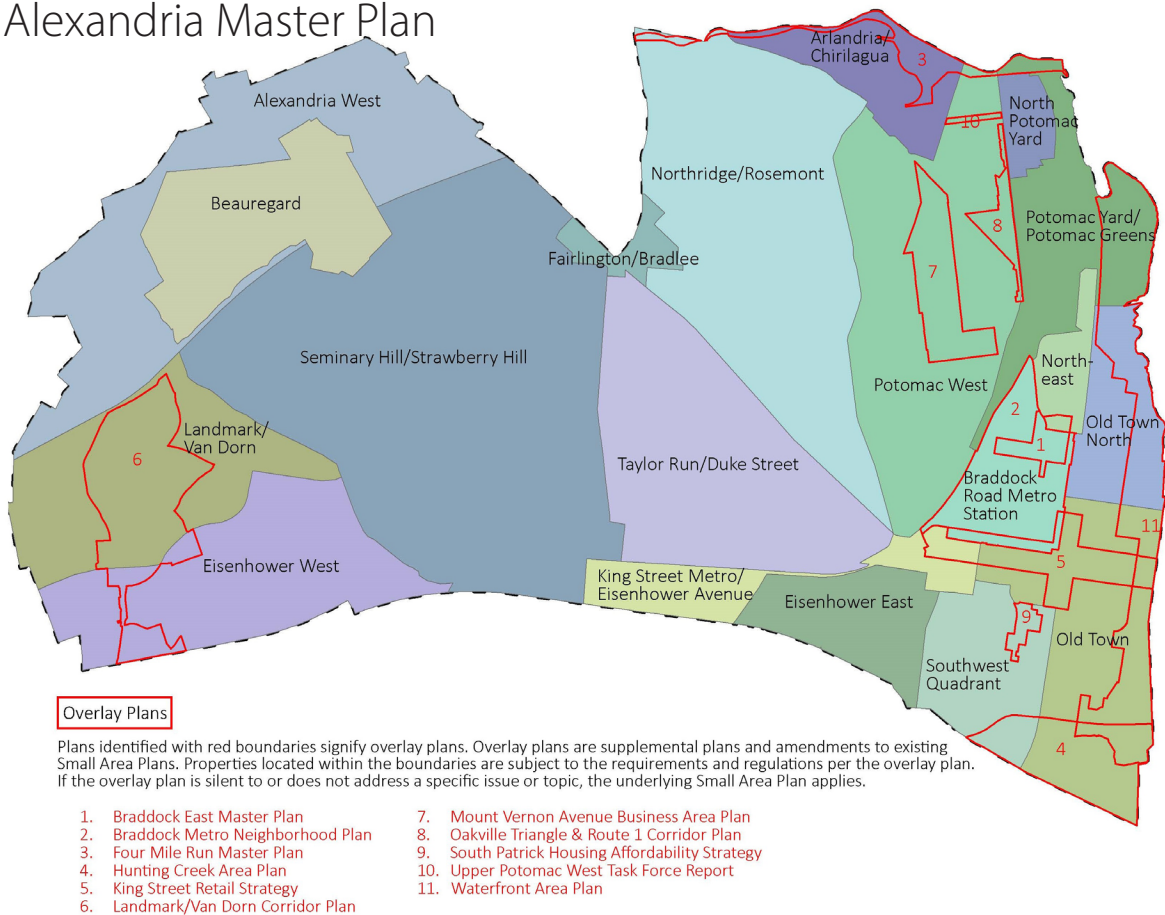 Alexandria Master Plan
Arlandria/
Chirilagua
3
Alexandria West
North
Potomac
Yard
10
Northridge/Rosemont
Beauregard
Potomac Yard/
Potomac Greens
8
Fairlington/Bradlee
7
Seminary Hill/Strawberry Hill
North-
east
Potomac West
2
Landmark/
Van Dorn
Old Town
North
1
6
Taylor Run/Duke Street
Braddock
Road Metro
Station
11
5
Eisenhower West
King Street Metro/
Eisenhower Avenue
Eisenhower East
9
Old Town
Southwest
Quadrant
4
Overlay Plans
Plans identified with red boundaries signify overlay plans. Overlay plans are supplemental plans and amendments to existing
Small Area Plans. Properties located within the boundaries are subject to the requirements and regulations per the overlay plan.
If the overlay plan is silent to or does not address a specific issue or topic, the underlying Small Area Plan applies.
1. Braddock East Master Plan
2. Braddock Metro Neighborhood Plan
3. Four Mile Run Master Plan
4. Hunting Creek Area Plan
5. King Street Retail Strategy
6. Landmark/Van Dorn Corridor Plan
7. Mount Vernon Avenue Business Area Plan
8. Oakville Triangle & Route 1 Corridor Plan
9. South Patrick Housing Affordability Strategy
10. Upper Potomac West Task Force Report
11. Waterfront Area Plan